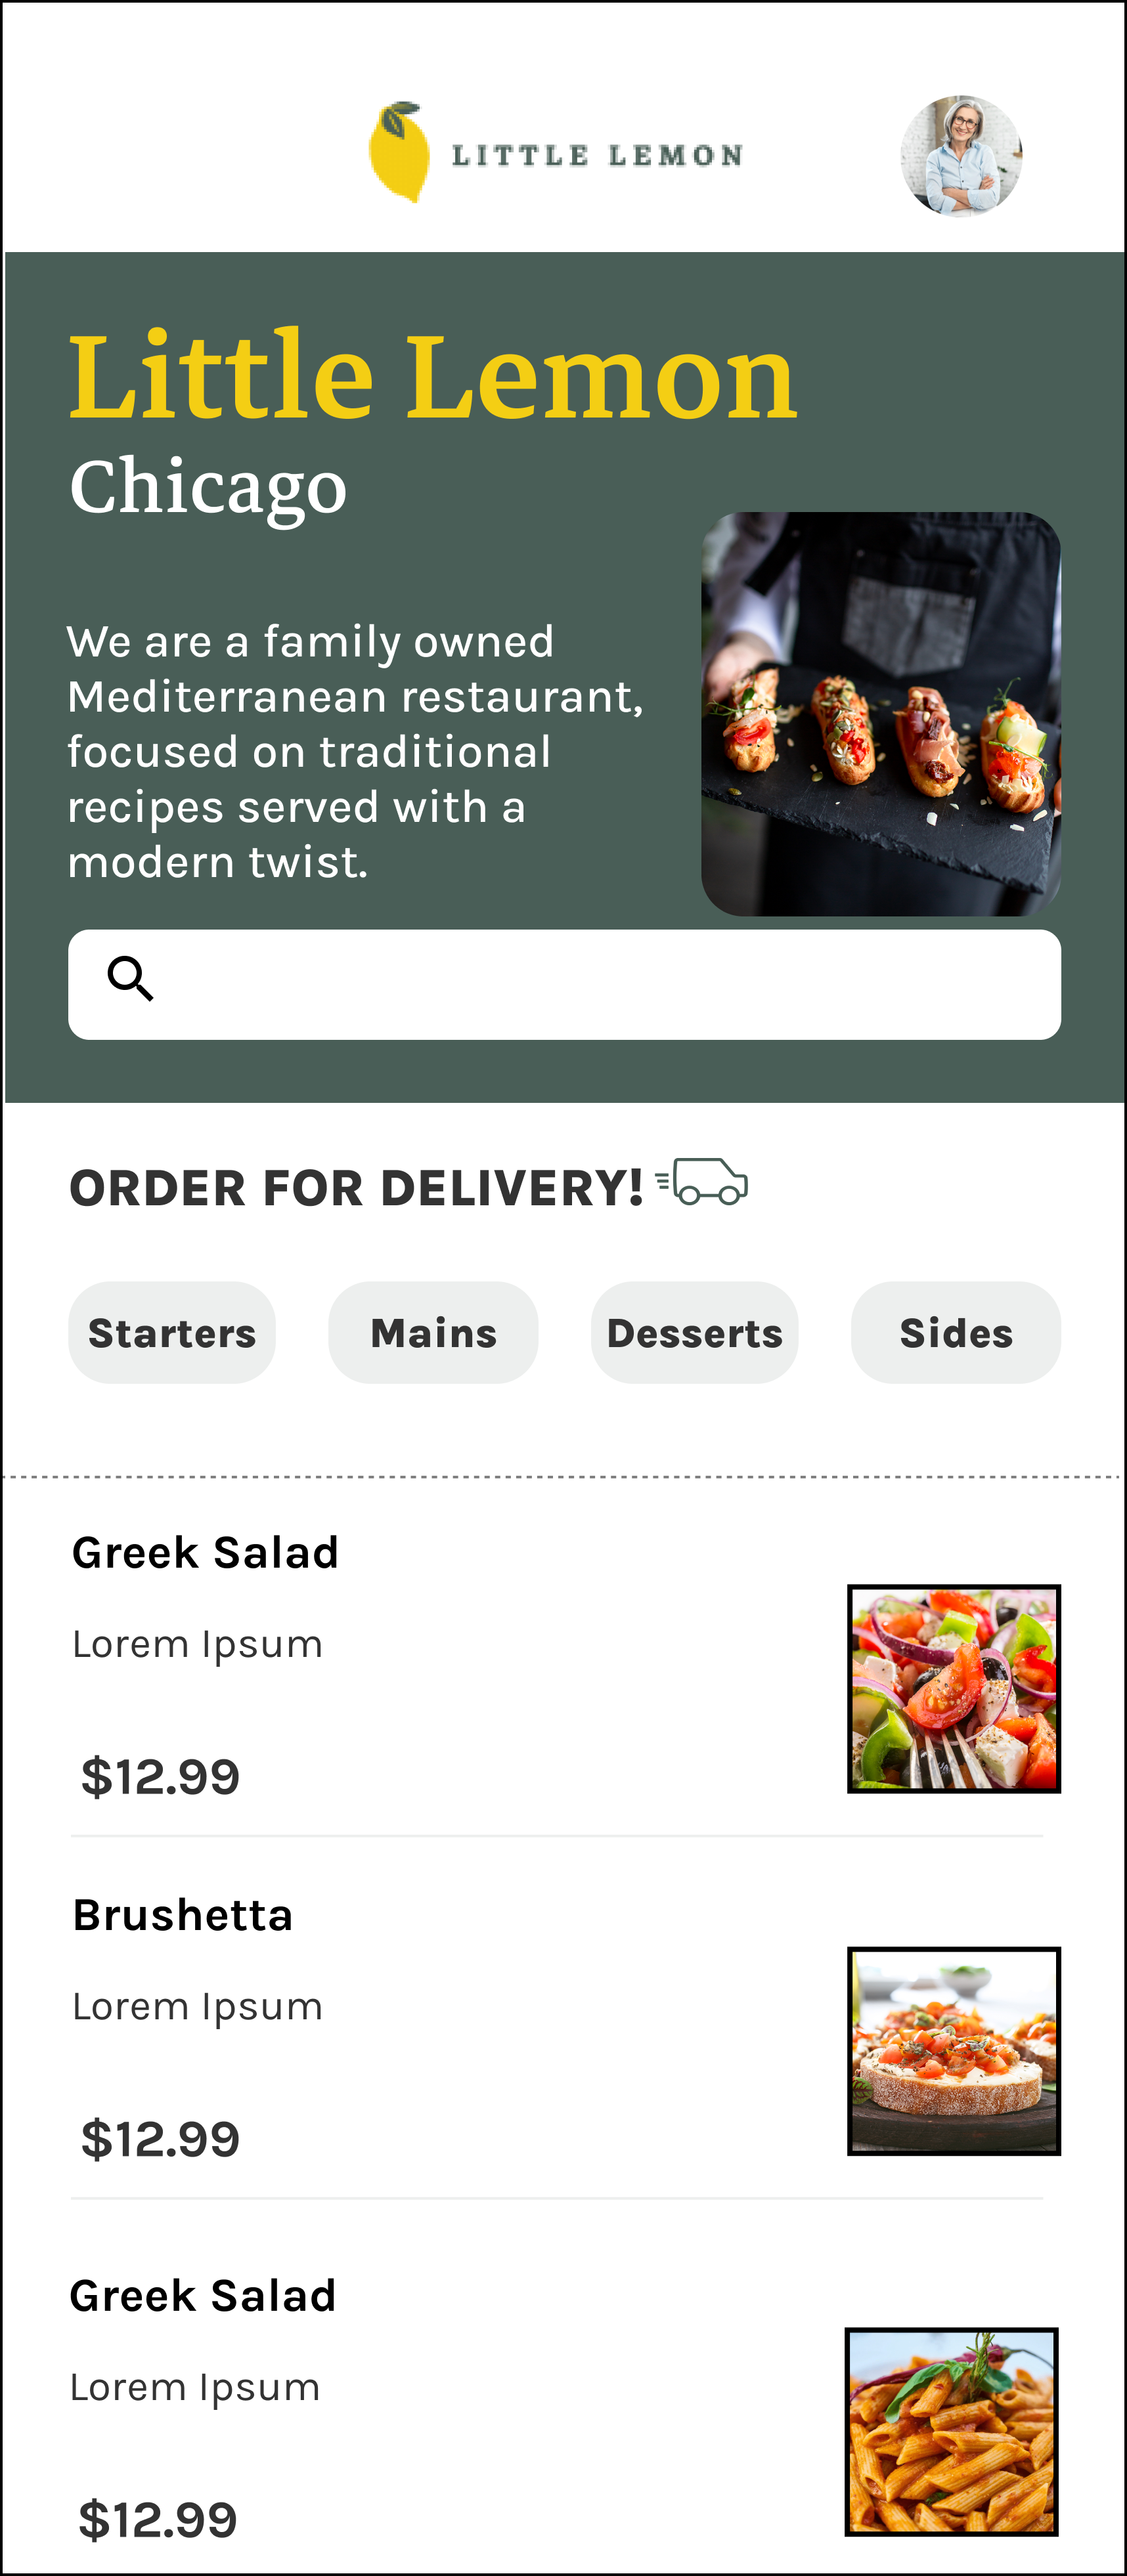 LITTLE LEMON
Little Lemon
Chicago
We are a family owned
Mediterranean restaurant,
focused on traditional
recipes served with a
modern twist.
ORDER FOR DELIVERY!
Starters Mains Desserts Sides
Greek Salad
Lorem Ipsum
$12.99
Brushetta
Lorem Ipsum
$12.99
Greek Salad
Lorem Ipsum
$12.99